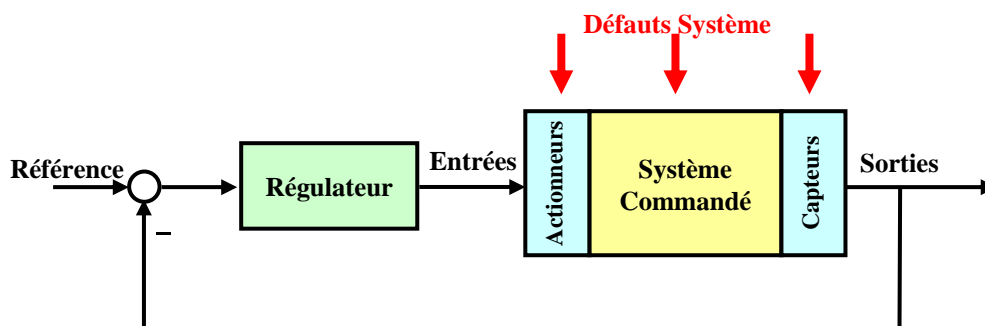 Défauts Système
Référence
Régulateur
Entrées
Actionneurs
Système
Commandé
Capteurs
Sorties
−